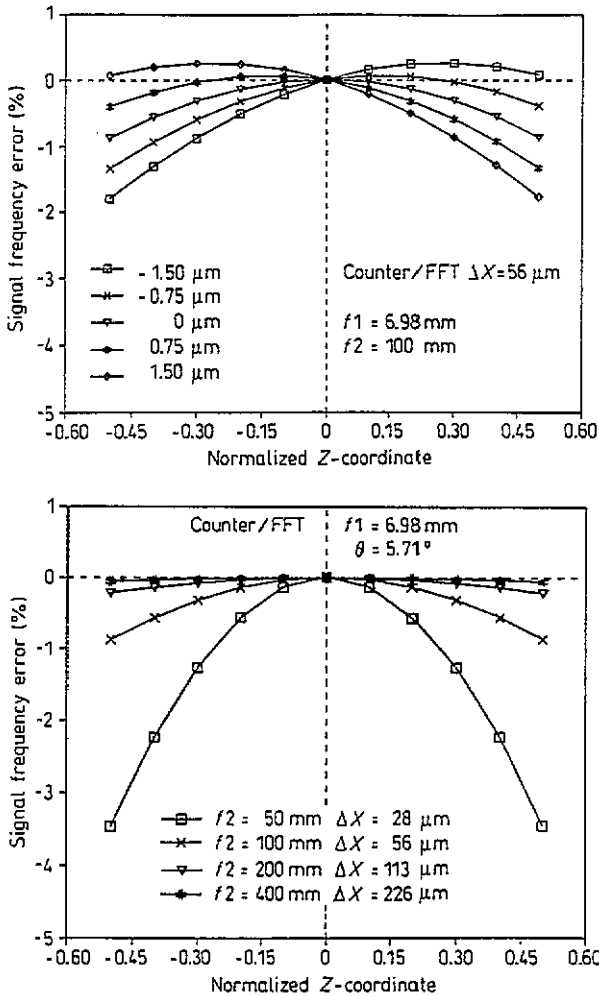 1
0
-1
-2
-3
-4
-5
Signal frequency error (%)
- 1.50 µm
- 0.75 µm
0 µm
0.75 µm
1.50 µm
Counter/FFT ΔX=56 µm
f1 = 6.98 mm
f2 = 100 mm
-0.60 -0.45 -0.30 -0.15 0 0.15 0.30 0.45 0.60
Normalized Z-coordinate
1
0
-1
-2
-3
-4
-5
Signal frequency error (%)
Counter/FFT f1 = 6.98 mm
θ = 5.71°
f2 = 50 mm ΔX = 28 µm
f2 = 100 mm ΔX = 56 µm
f2 = 200 mm ΔX = 113 µm
f2 = 400 mm ΔX = 226 µm
-0.60 -0.45 -0.30 -0.15 0.00 0.15 0.30 0.45 0.60
Normalized Z-coordinate